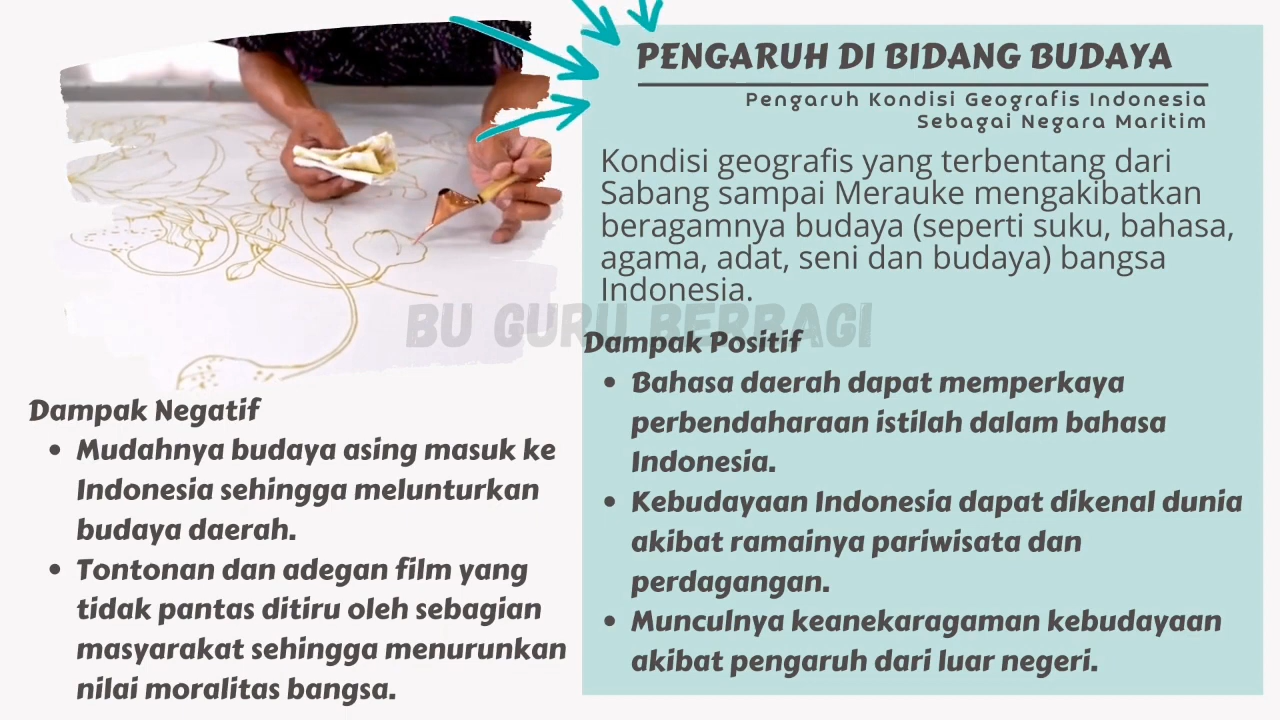 PENGARUH DI BIDANG BUDAYA
Pengaruh Kondisi Geografis Indonesia
Sebagai Negara Maritim
Kondisi geografis yang terbentang dari
Sabang sampai Merauke mengakibatkan
beragamnya budaya (seperti suku, bahasa,
agama, adat, seni dan budaya) bangsa
Indonesia.
BU GURU BERBAGI
Dampak Positif
• Bahasa daerah dapat memperkaya
perbendaharaan istilah dalam bahasa
Indonesia.
• Kebudayaan Indonesia dapat dikenal dunia
akibat ramainya pariwisata dan
perdagangan.
• Munculnya keanekaragaman kebudayaan
akibat pengaruh dari luar negeri.
Dampak Negatif
• Mudahnya budaya asing masuk ke
Indonesia sehingga melunturkan
budaya daerah.
• Tontonan dan adegan film yang
tidak pantas ditiru oleh sebagian
masyarakat sehingga menurunkan
nilai moralitas bangsa.